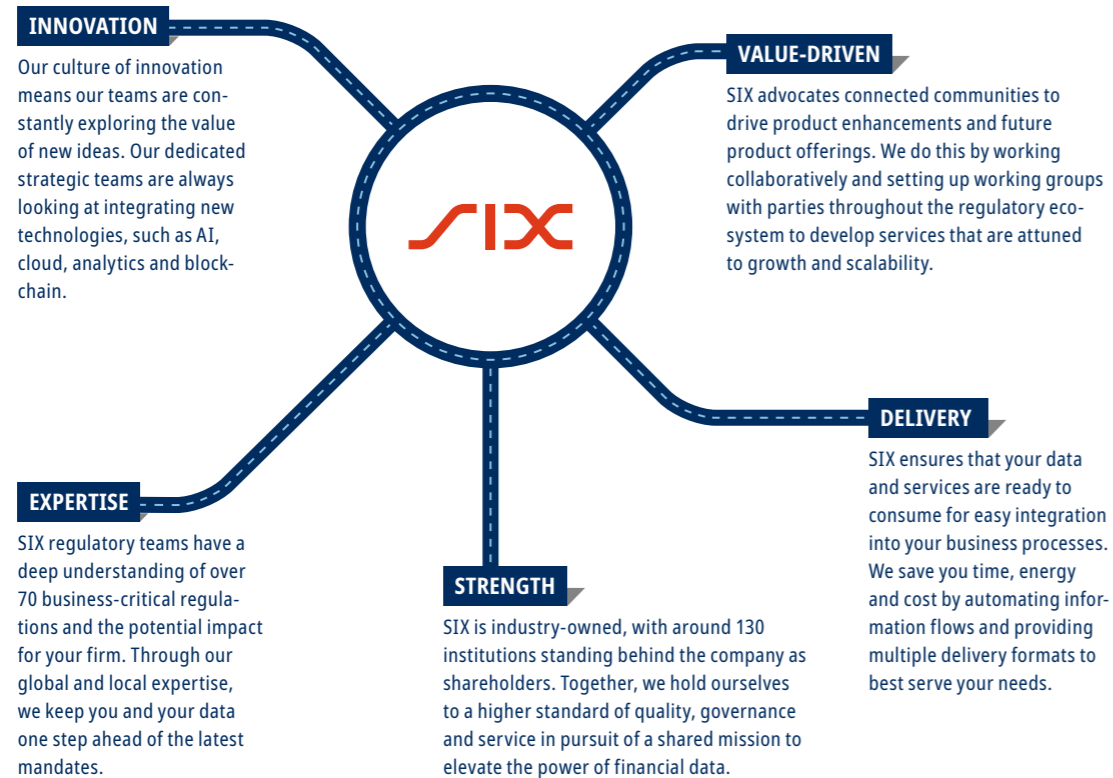 INNOVATION
Our culture of innovation
means our teams are con-
stantly exploring the value
of new ideas. Our dedicated
strategic teams are always
looking at integrating new
technologies, such as AI,
cloud, analytics and block-
chain.
VALUE-DRIVEN
SIX advocates connected communities to
drive product enhancements and future
product offerings. We do this by working
collaboratively and setting up working groups
with parties throughout the regulatory eco-
system to develop services that are attuned
to growth and scalability.
SIX
EXPERTISE
SIX regulatory teams have a
deep understanding of over
70 business-critical regula-
tions and the potential impact
for your firm. Through our
global and local expertise,
we keep you and your data
one step ahead of the latest
mandates.
STRENGTH
SIX is industry-owned, with around 130
institutions standing behind the company as
shareholders. Together, we hold ourselves
to a higher standard of quality, governance
and service in pursuit of a shared mission to
elevate the power of financial data.
DELIVERY
SIX ensures that your data
and services are ready to
consume for easy integration
into your business processes.
We save you time, energy
and cost by automating infor-
mation flows and providing
multiple delivery formats to
best serve your needs.